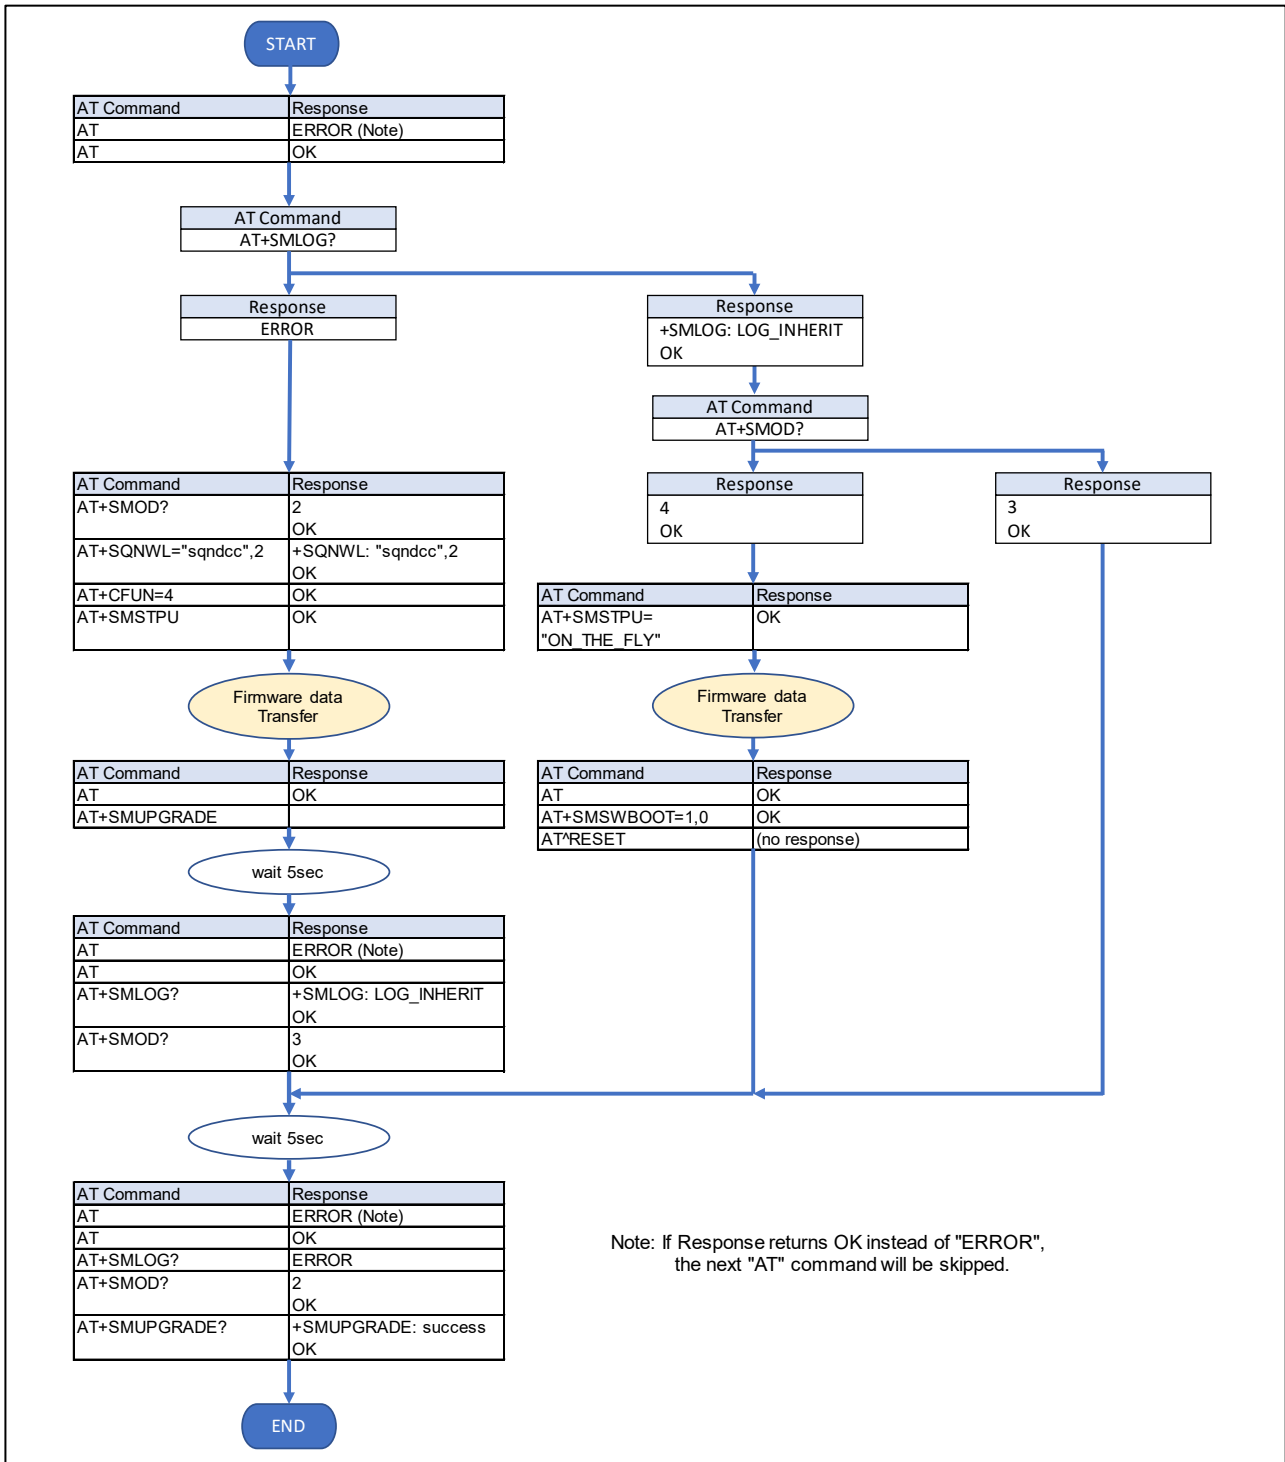 START
AT Command Response
AT ERROR (Note)
AT OK
AT Command
AT+SMLOG?
Response
ERROR
Response
+SMLOG: LOG_INHERIT
OK
AT Command
AT+SMOD?
Response
4
OK
Response
3
OK
AT Command Response
AT+SMOD? 2
OK
AT+SQNWL="sqndcc",2 +SQNWL: "sqndcc",2
OK
AT+CFUN=4 OK
AT+SMSTPU OK
AT Command Response
AT+SMSTPU= OK
"ON_THE_FLY"
Firmware data
Transfer
Firmware data
Transfer
AT Command Response
AT OK
AT+SMUPGRADE
AT Command Response
AT OK
AT+SMSWBOOT=1,0 OK
AT^RESET (no response)
wait 5sec
AT Command Response
AT ERROR (Note)
AT OK
AT+SMLOG? +SMLOG: LOG_INHERIT
OK
AT+SMOD? 3
OK
wait 5sec
AT Command Response
AT ERROR (Note)
AT OK
AT+SMLOG? ERROR
AT+SMOD? 2
OK
AT+SMUPGRADE? +SMUPGRADE: success
OK
Note: If Response returns OK instead of "ERROR",
the next "AT" command will be skipped.
END